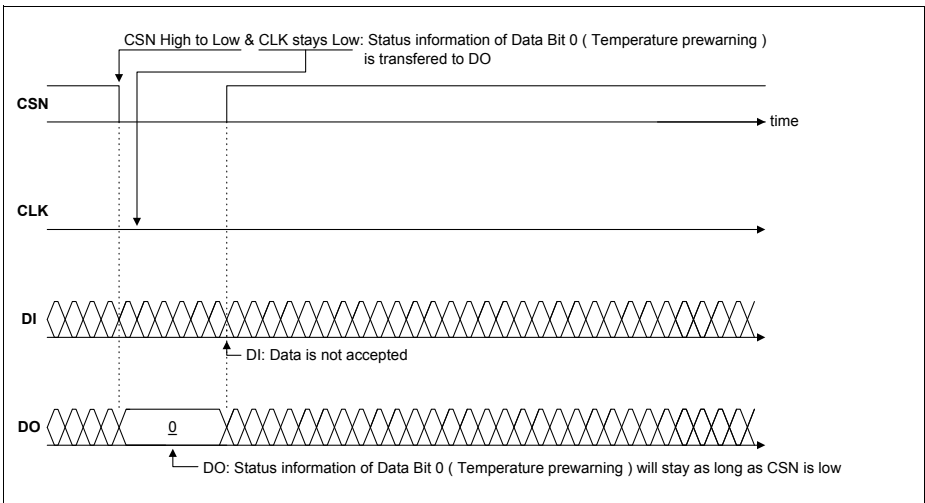 CSN High to Low & CLK stays Low: Status information of Data Bit 0 ( Temperature prewarning )
is transfered to DO
CSN
time
CLK
DI
DI: Data is not accepted
DO
0
DO: Status information of Data Bit 0 ( Temperature prewarning ) will stay as long as CSN is low